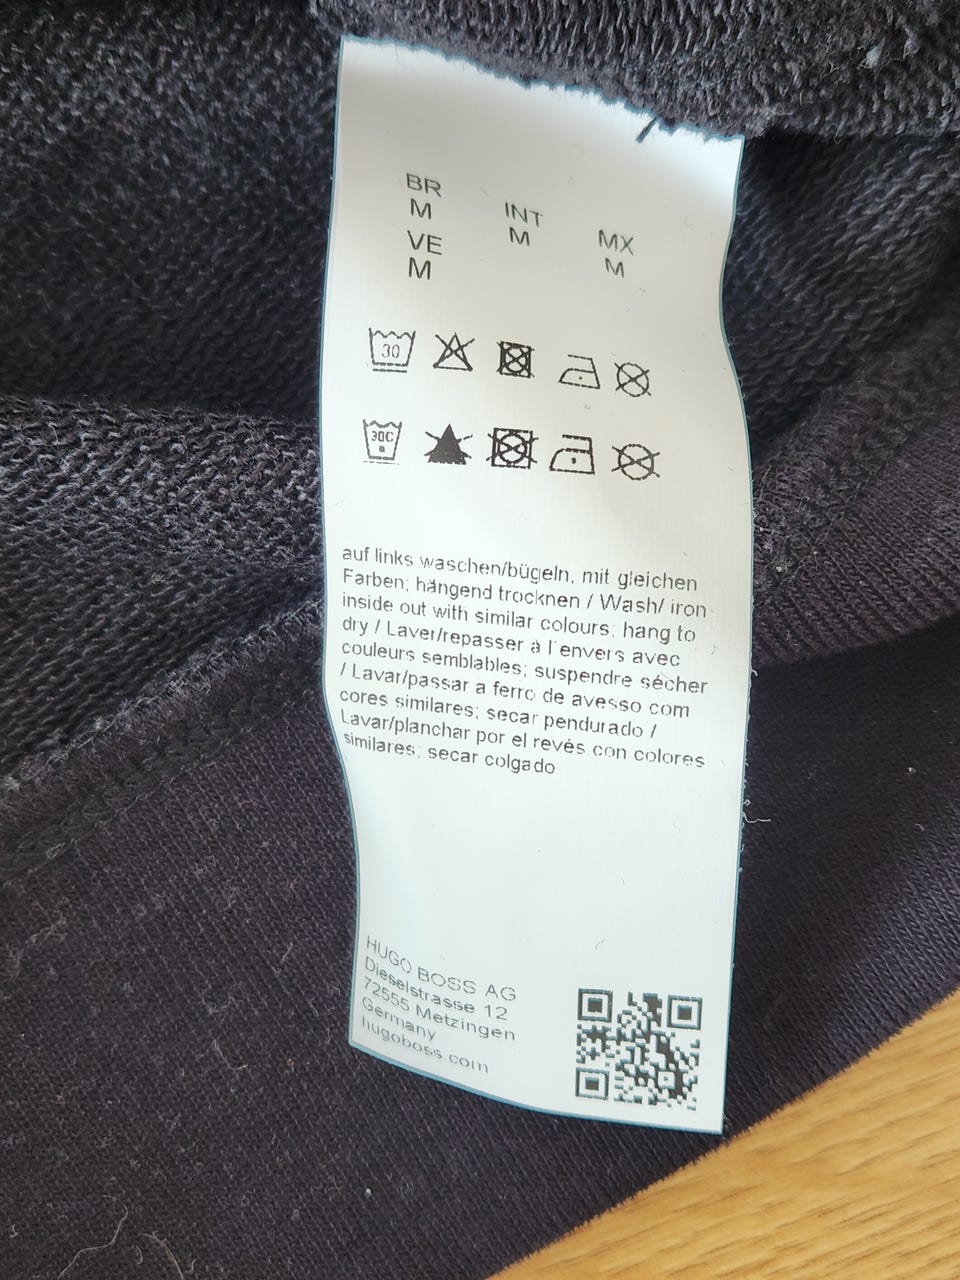 BR
M
INT
M
MX
M
VE
M
30
30C
auf links waschen/bügeln, mit gleichen
Farben; hängend trocknen / Wash/ iron
inside out with similar colours; hang to
dry / Laver/repasser à l'envers avec
couleurs semblables; suspendre sécher
/ Lavar/passar a ferro de avesso com
cores similares; secar pendurado /
Lavar/planchar por el revés con colores
similares; secar colgado
HUGO BOSS AG
Dieselstrasse 12
72555 Metzingen
Germany
hugoboss.com